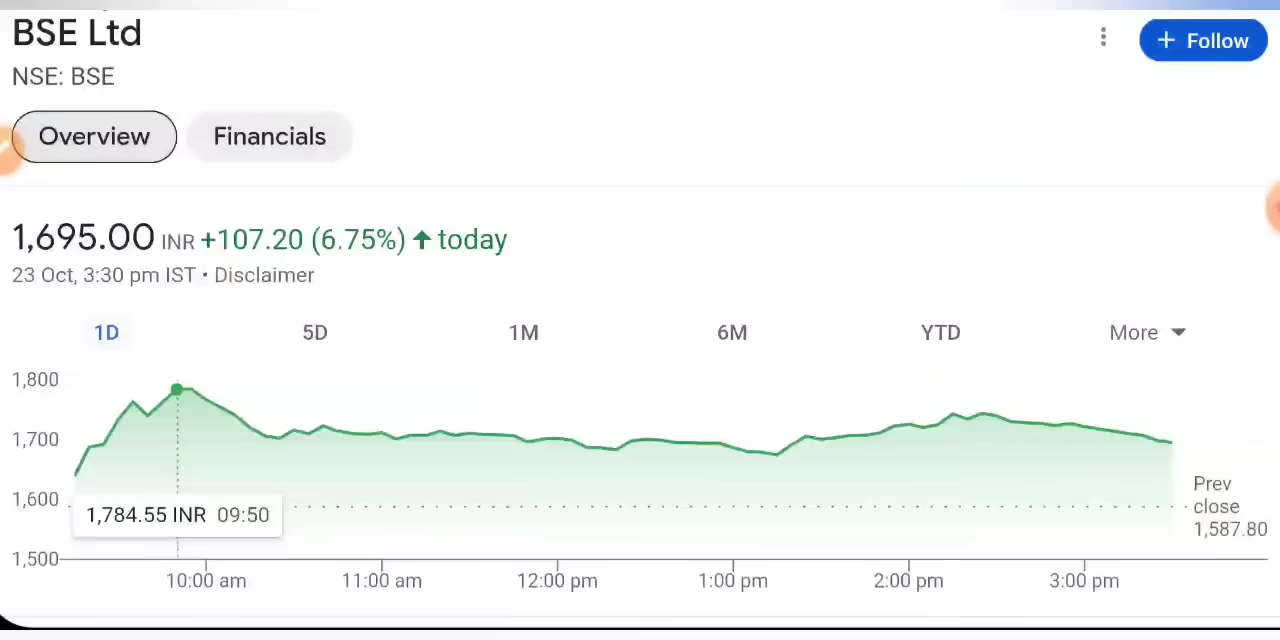 BSE Ltd
NSE: BSE
+ Follow
Overview
Financials
1,695.00 INR +107.20 (6.75%) ↑ today
23 Oct, 3:30 pm IST • Disclaimer
1D 5D 1M 6M YTD More
1,800
1,700
1,600
1,500
1,784.55 INR 09:50
Prev
close
1,587.80
10:00 am 11:00 am 12:00 pm 1:00 pm 2:00 pm 3:00 pm